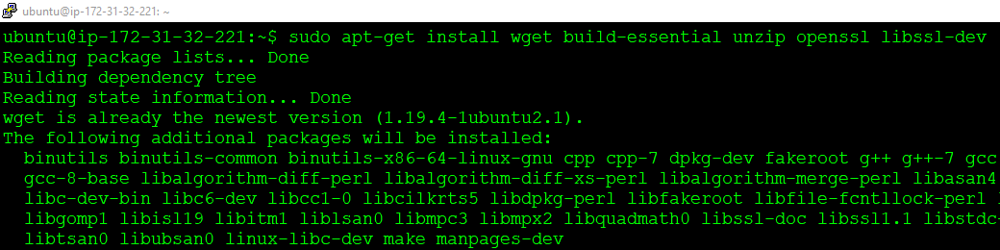 ubuntu@ip-172-31-32-221: ~
ubuntu@ip-172-31-32-221:~$ sudo apt-get install wget build-essential unzip openssl libssl-dev
Reading package lists... Done
Building dependency tree
Reading state information... Done
wget is already the newest version (1.19.4-1ubuntu2.1).
The following additional packages will be installed:
binutils binutils-common binutils-x86-64-linux-gnu cpp cpp-7 dpkg-dev fakeroot g++ g++-7 gcc
gcc-8-base libalgorithm-diff-perl libalgorithm-diff-xs-perl libalgorithm-merge-perl libasan4
libc-dev-bin libc6-dev libcc1-0 libcilkrts5 libdpkg-perl libfakeroot libfile-fcntllock-perl
libgomp1 libisl19 libitm1 liblsan0 libmpc3 libmpx2 libquadmath0 libssl-doc libssl1.1 libstdc-
libtsan0 libubsan0 linux-libc-dev make manpages-dev